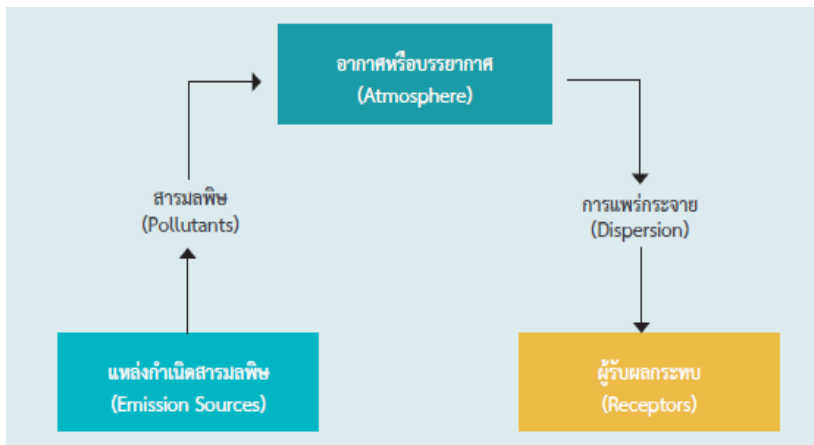 อากาศหรือบรรยากาศ
(Atmosphere)
สารมลพิษ
(Pollutants)
การแพร่กระจาย
(Dispersion)
แหล่งกำเนิดสารมลพิษ
(Emission Sources)
ผู้รับผลกระทบ
(Receptors)